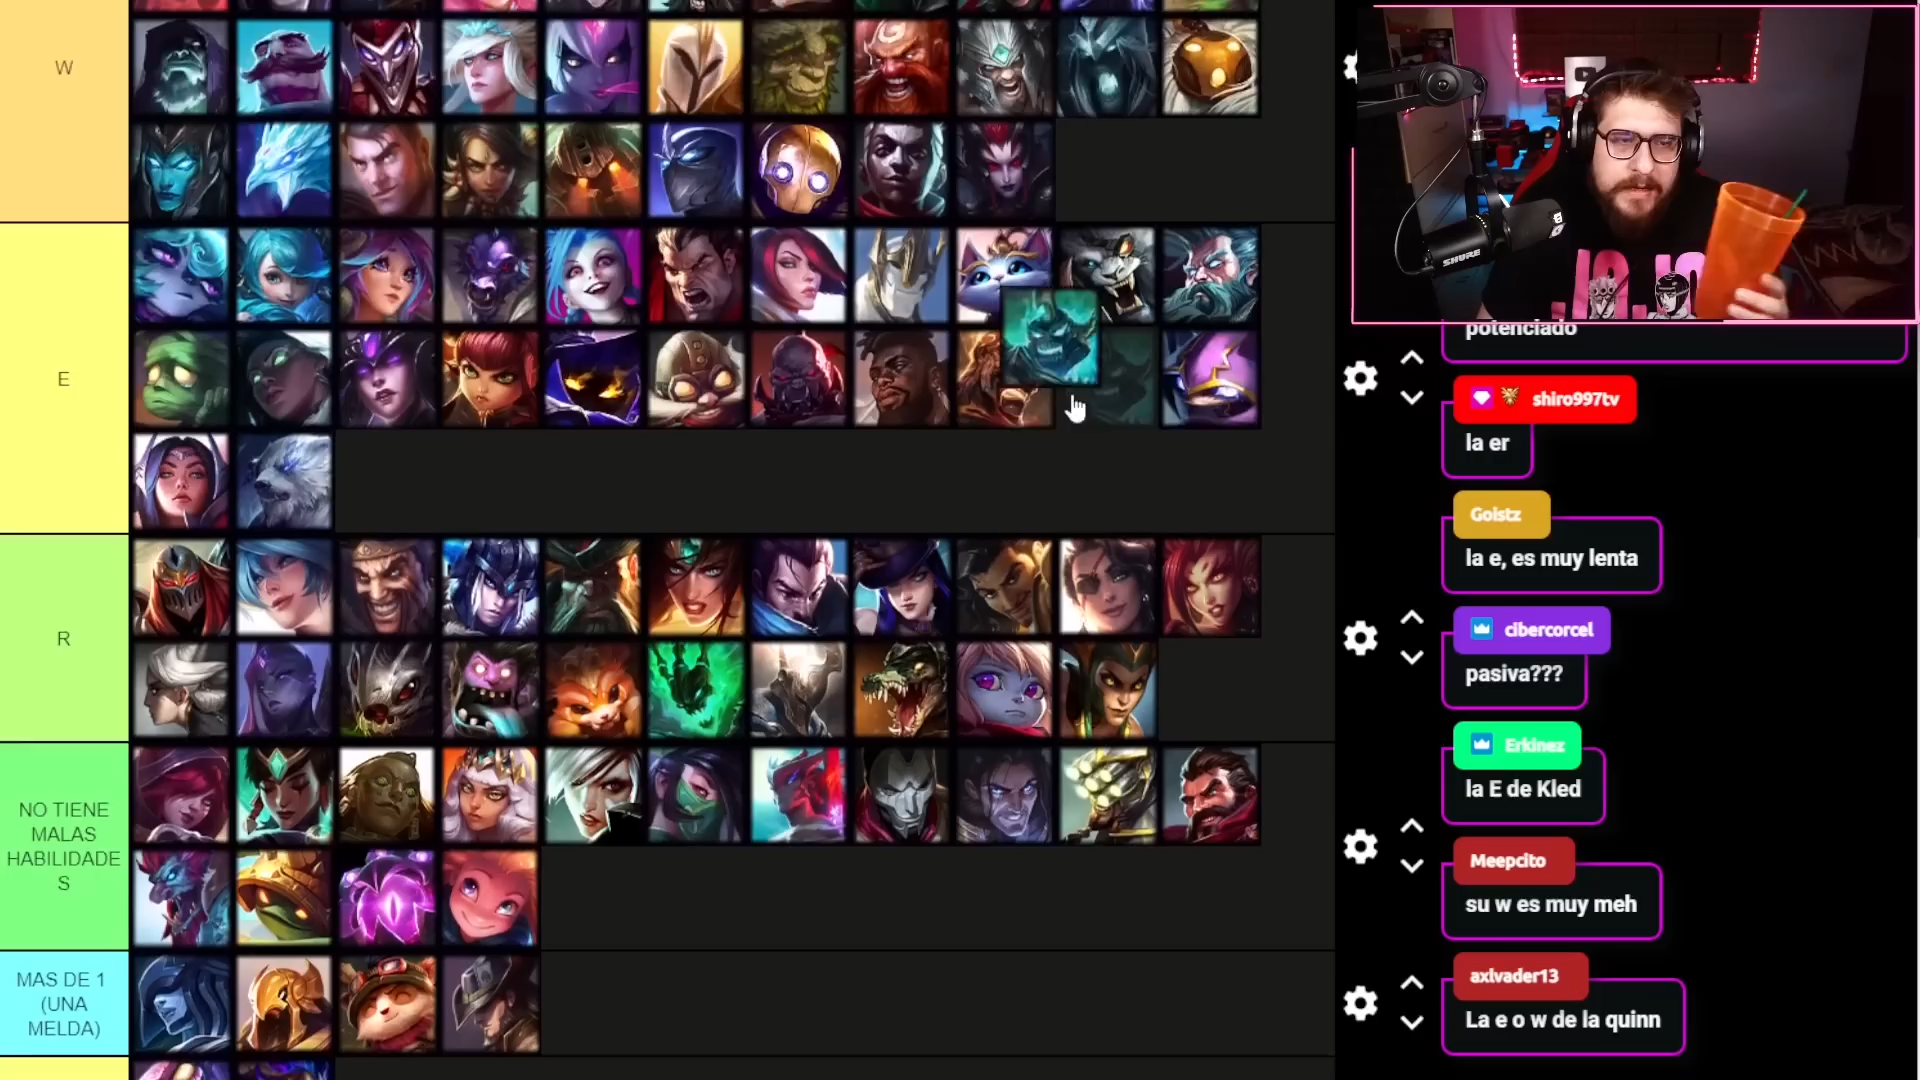 W
E
R
NO TIENE
MALAS
HABILIDADE
S
MAS DE 1
(UNA
MELDA)
SHURE
JOJO
potenciado
shiro997tv
la er
Golstz
la e, es muy lenta
cibercorcel
pasiva???
Erkinez
la E de Kled
Meepcito
su w es muy meh
axlvader13
La e o w de la quinn